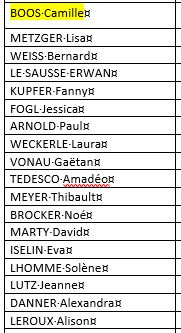 BOOS·Camille¤
METZGER·Lisa¤
WEISS·Bernard¤
LE·SAUSSE·ERWAN¤
KUPFER·Fanny¤
FOGL·Jessica¤
ARNOLD·Paul¤
WECKERLE·Laura¤
VONAU·Gaëtan¤
TEDESCO·Amadéo¤
MEYER·Thibault¤
BROCKER·Noé¤
MARTY·David¤
ISELIN·Eva¤
LHOMME·Solène¤
LUTZ·Jeanne¤
DANNER·Alexandra¤
LEROUX·Alison¤